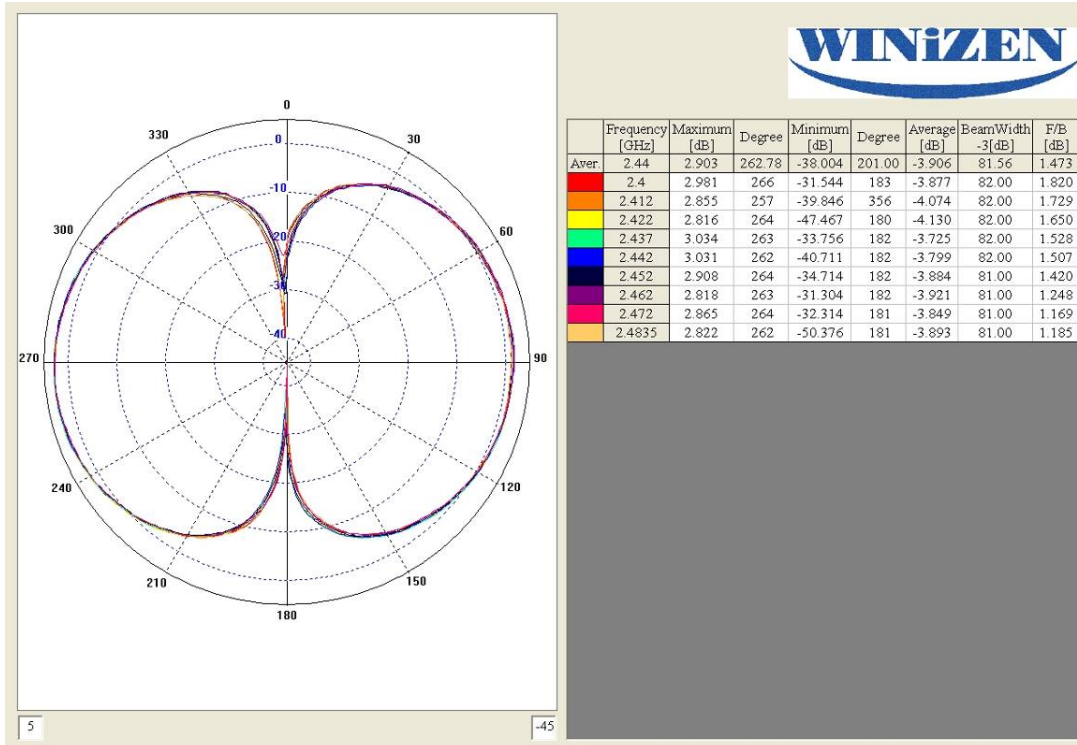 WINiZEN
0
330
30
0
-10
300
60
-20
-30
-40
270
90
240
120
210
150
180
5
-45
Frequency [GHz] Maximum [dB] Degree Minimum [dB] Degree Average [dB] BeamWidth -3[dB] F/B [dB]
Aver. 2.44 2.903 262.78 -38.004 201.00 -3.906 81.56 1.473
2.4 2.981 266 -31.544 183 -3.877 82.00 1.820
2.412 2.855 257 -39.846 356 -4.074 82.00 1.729
2.422 2.816 264 -47.467 180 -4.130 82.00 1.650
2.437 3.034 263 -33.756 182 -3.725 82.00 1.528
2.442 3.031 262 -40.711 182 -3.799 82.00 1.507
2.452 2.908 264 -34.714 182 -3.884 81.00 1.420
2.462 2.818 263 -31.304 182 -3.921 81.00 1.248
2.472 2.865 264 -32.314 181 -3.849 81.00 1.169
2.4835 2.822 262 -50.376 181 -3.893 81.00 1.185